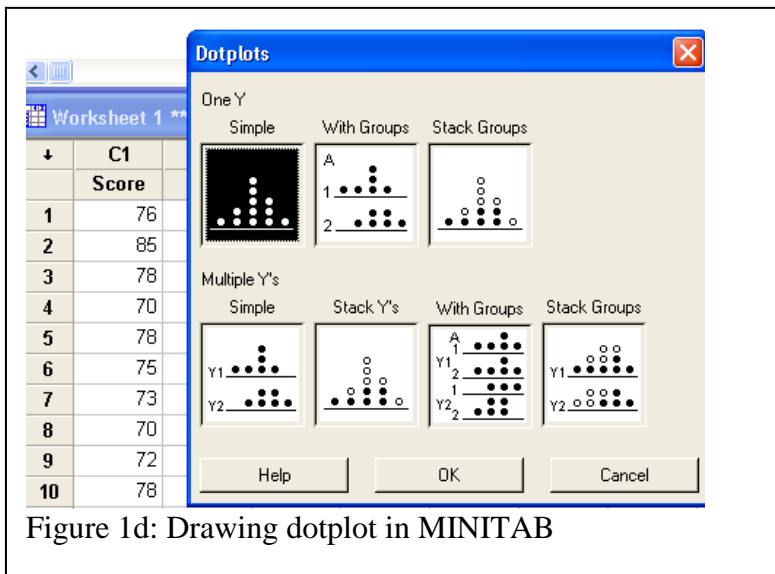 Dotplots
Worksheet 1 **
C1
Score
1 76
2 85
3 78
4 70
5 78
6 75
7 73
8 70
9 72
10 78
One Y
Simple With Groups Stack Groups
A
1
2
Multiple Y's
Simple Stack Y's With Groups Stack Groups
Y1
Y2
A
Y1 1
2
Y2 1
2
Y1
Y2
Help OK Cancel
Figure 1d: Drawing dotplot in MINITAB